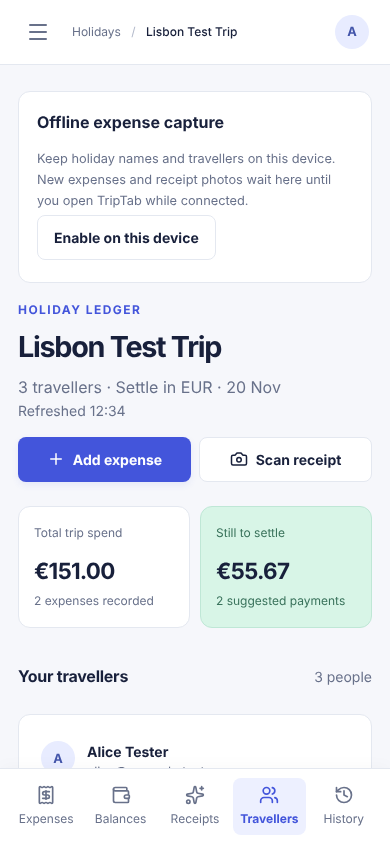 Holidays / Lisbon Test Trip
A
Offline expense capture
Keep holiday names and travellers on this device.
New expenses and receipt photos wait here until
you open TripTab while connected.
Enable on this device
HOLIDAY LEDGER
Lisbon Test Trip
3 travellers · Settle in EUR · 20 Nov
Refreshed 12:34
Add expense
Scan receipt
Total trip spend
€151.00
2 expenses recorded
Still to settle
€55.67
2 suggested payments
Your travellers
3 people
A
Alice Tester
Expenses
Balances
Receipts
Travellers
History